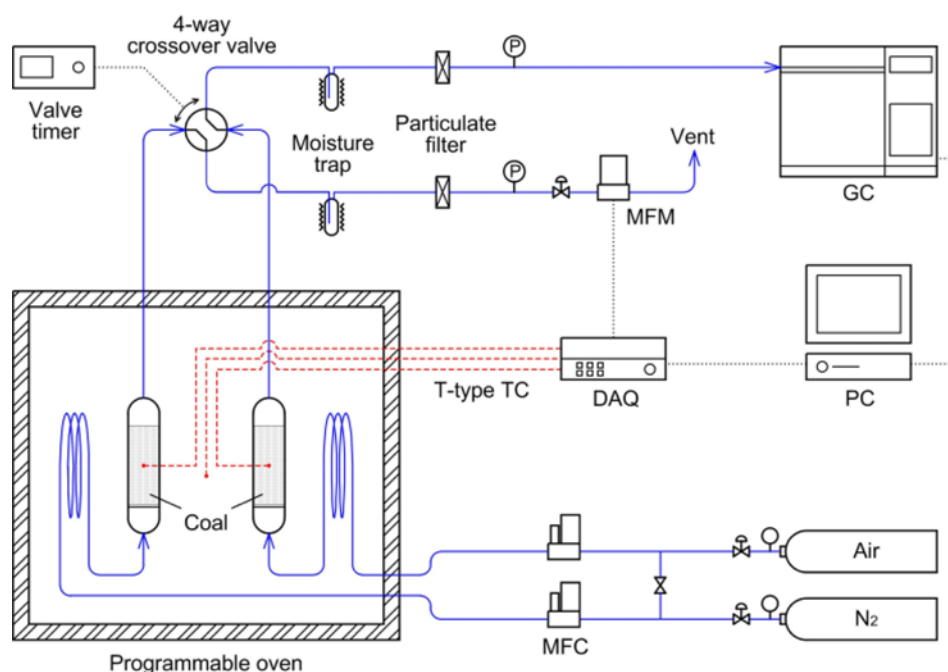 4-way
crossover valve
Valve
timer
P
Moisture
trap
Particulate
filter
P
Vent
MFM
GC
T-type TC
DAQ
PC
Coal
Air
N2
MFC
Programmable oven